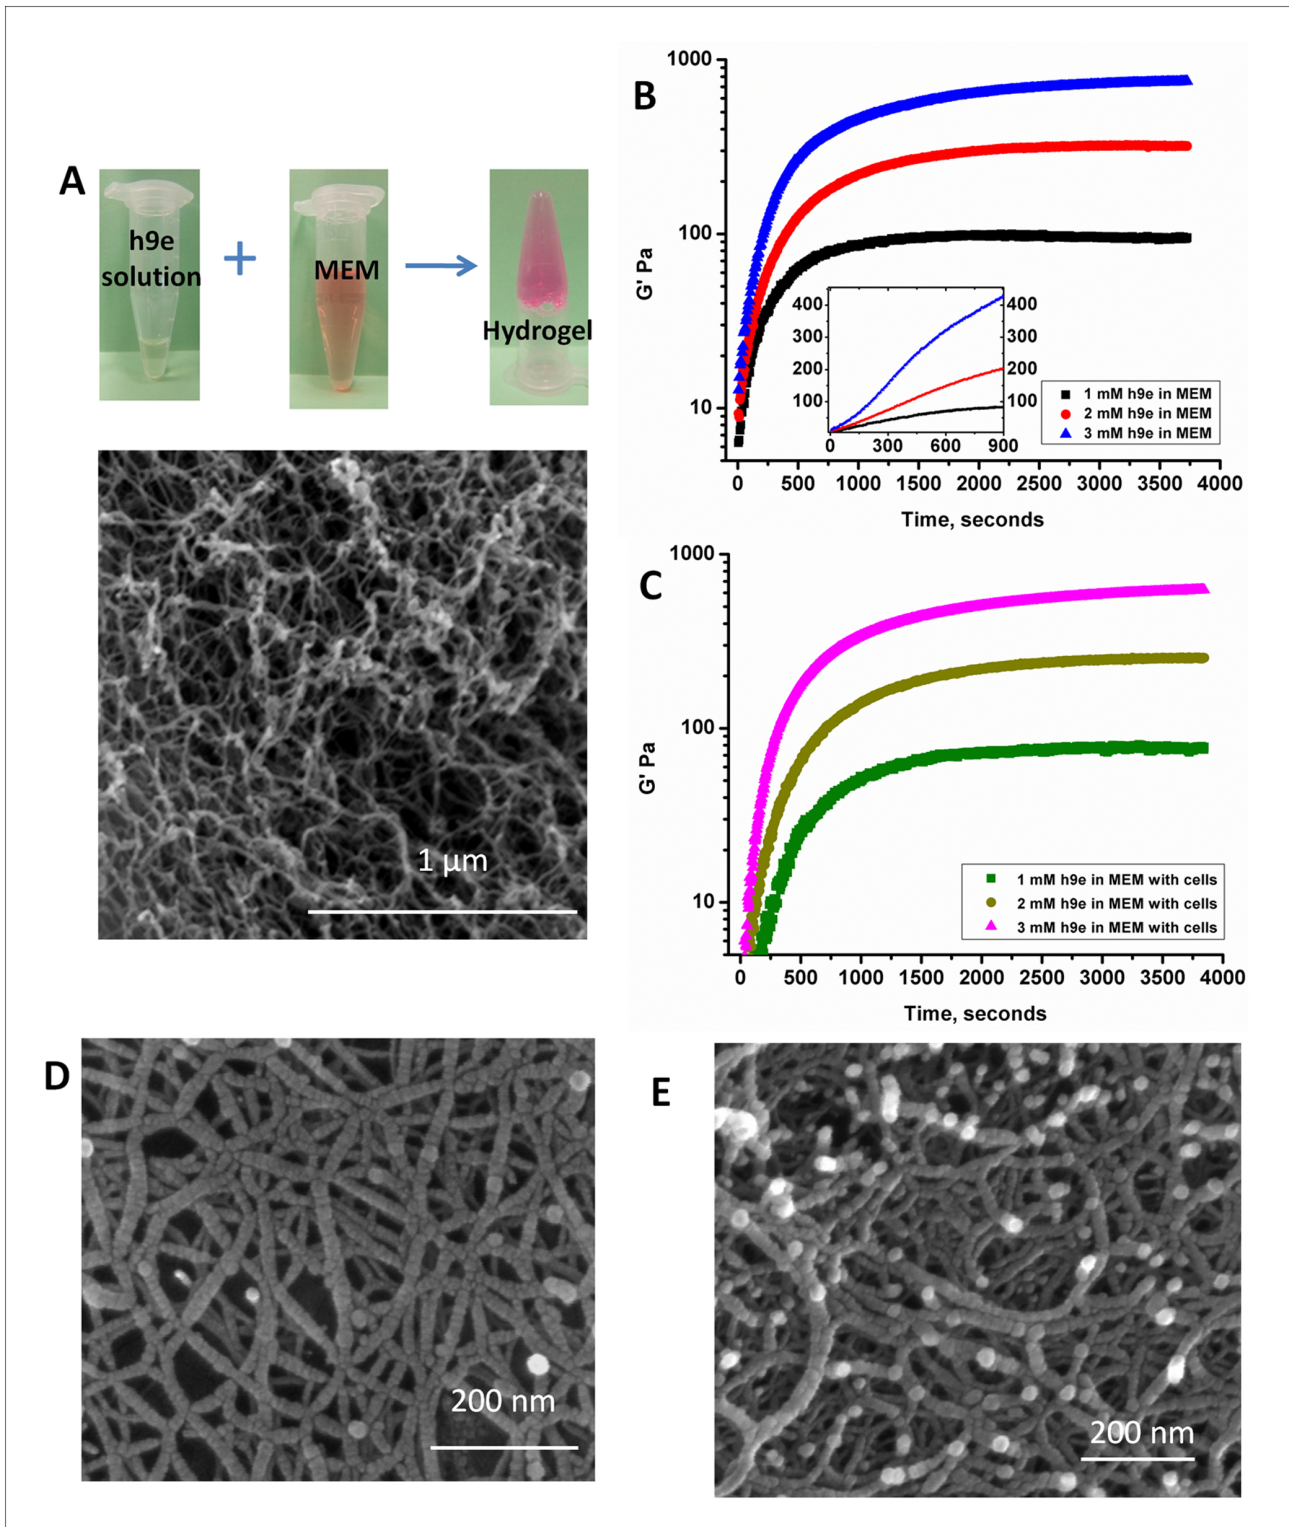 A
h9e
solution
+
MEM
Hydrogel
1 µm
B
1000
100
10
G' Pa
400
300
200
100
400
300
200
100
0
300
600
900
1 mM h9e in MEM
2 mM h9e in MEM
3 mM h9e in MEM
0
500
1000
1500
2000
2500
3000
3500
4000
Time, seconds
C
1000
100
10
G' Pa
1 mM h9e in MEM with cells
2 mM h9e in MEM with cells
3 mM h9e in MEM with cells
0
500
1000
1500
2000
2500
3000
3500
4000
Time, seconds
D
200 nm
E
200 nm